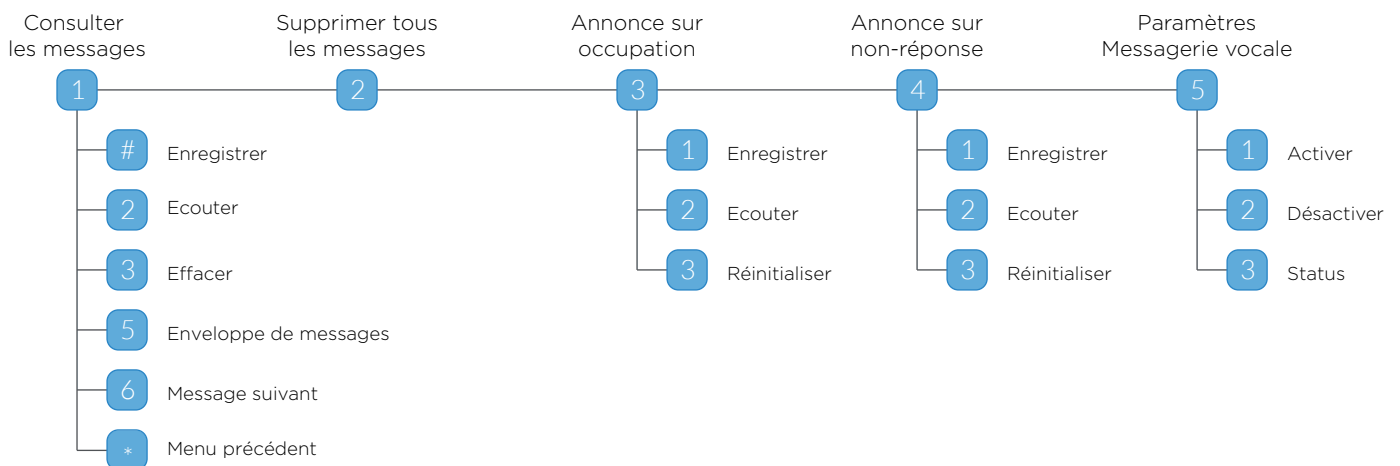 Consulter
les messages
1
#
Enregistrer
2
Ecouter
3
Effacer
5
Enveloppe de messages
6
Message suivant
*
Menu précédent
Supprimer tous
les messages
2
Annonce sur
occupation
3
1
Enregistrer
2
Ecouter
3
Réinitialiser
Annonce sur
non-réponse
4
1
Enregistrer
2
Ecouter
3
Réinitialiser
Paramètres
Messagerie vocale
5
1
Activer
2
Désactiver
3
Status